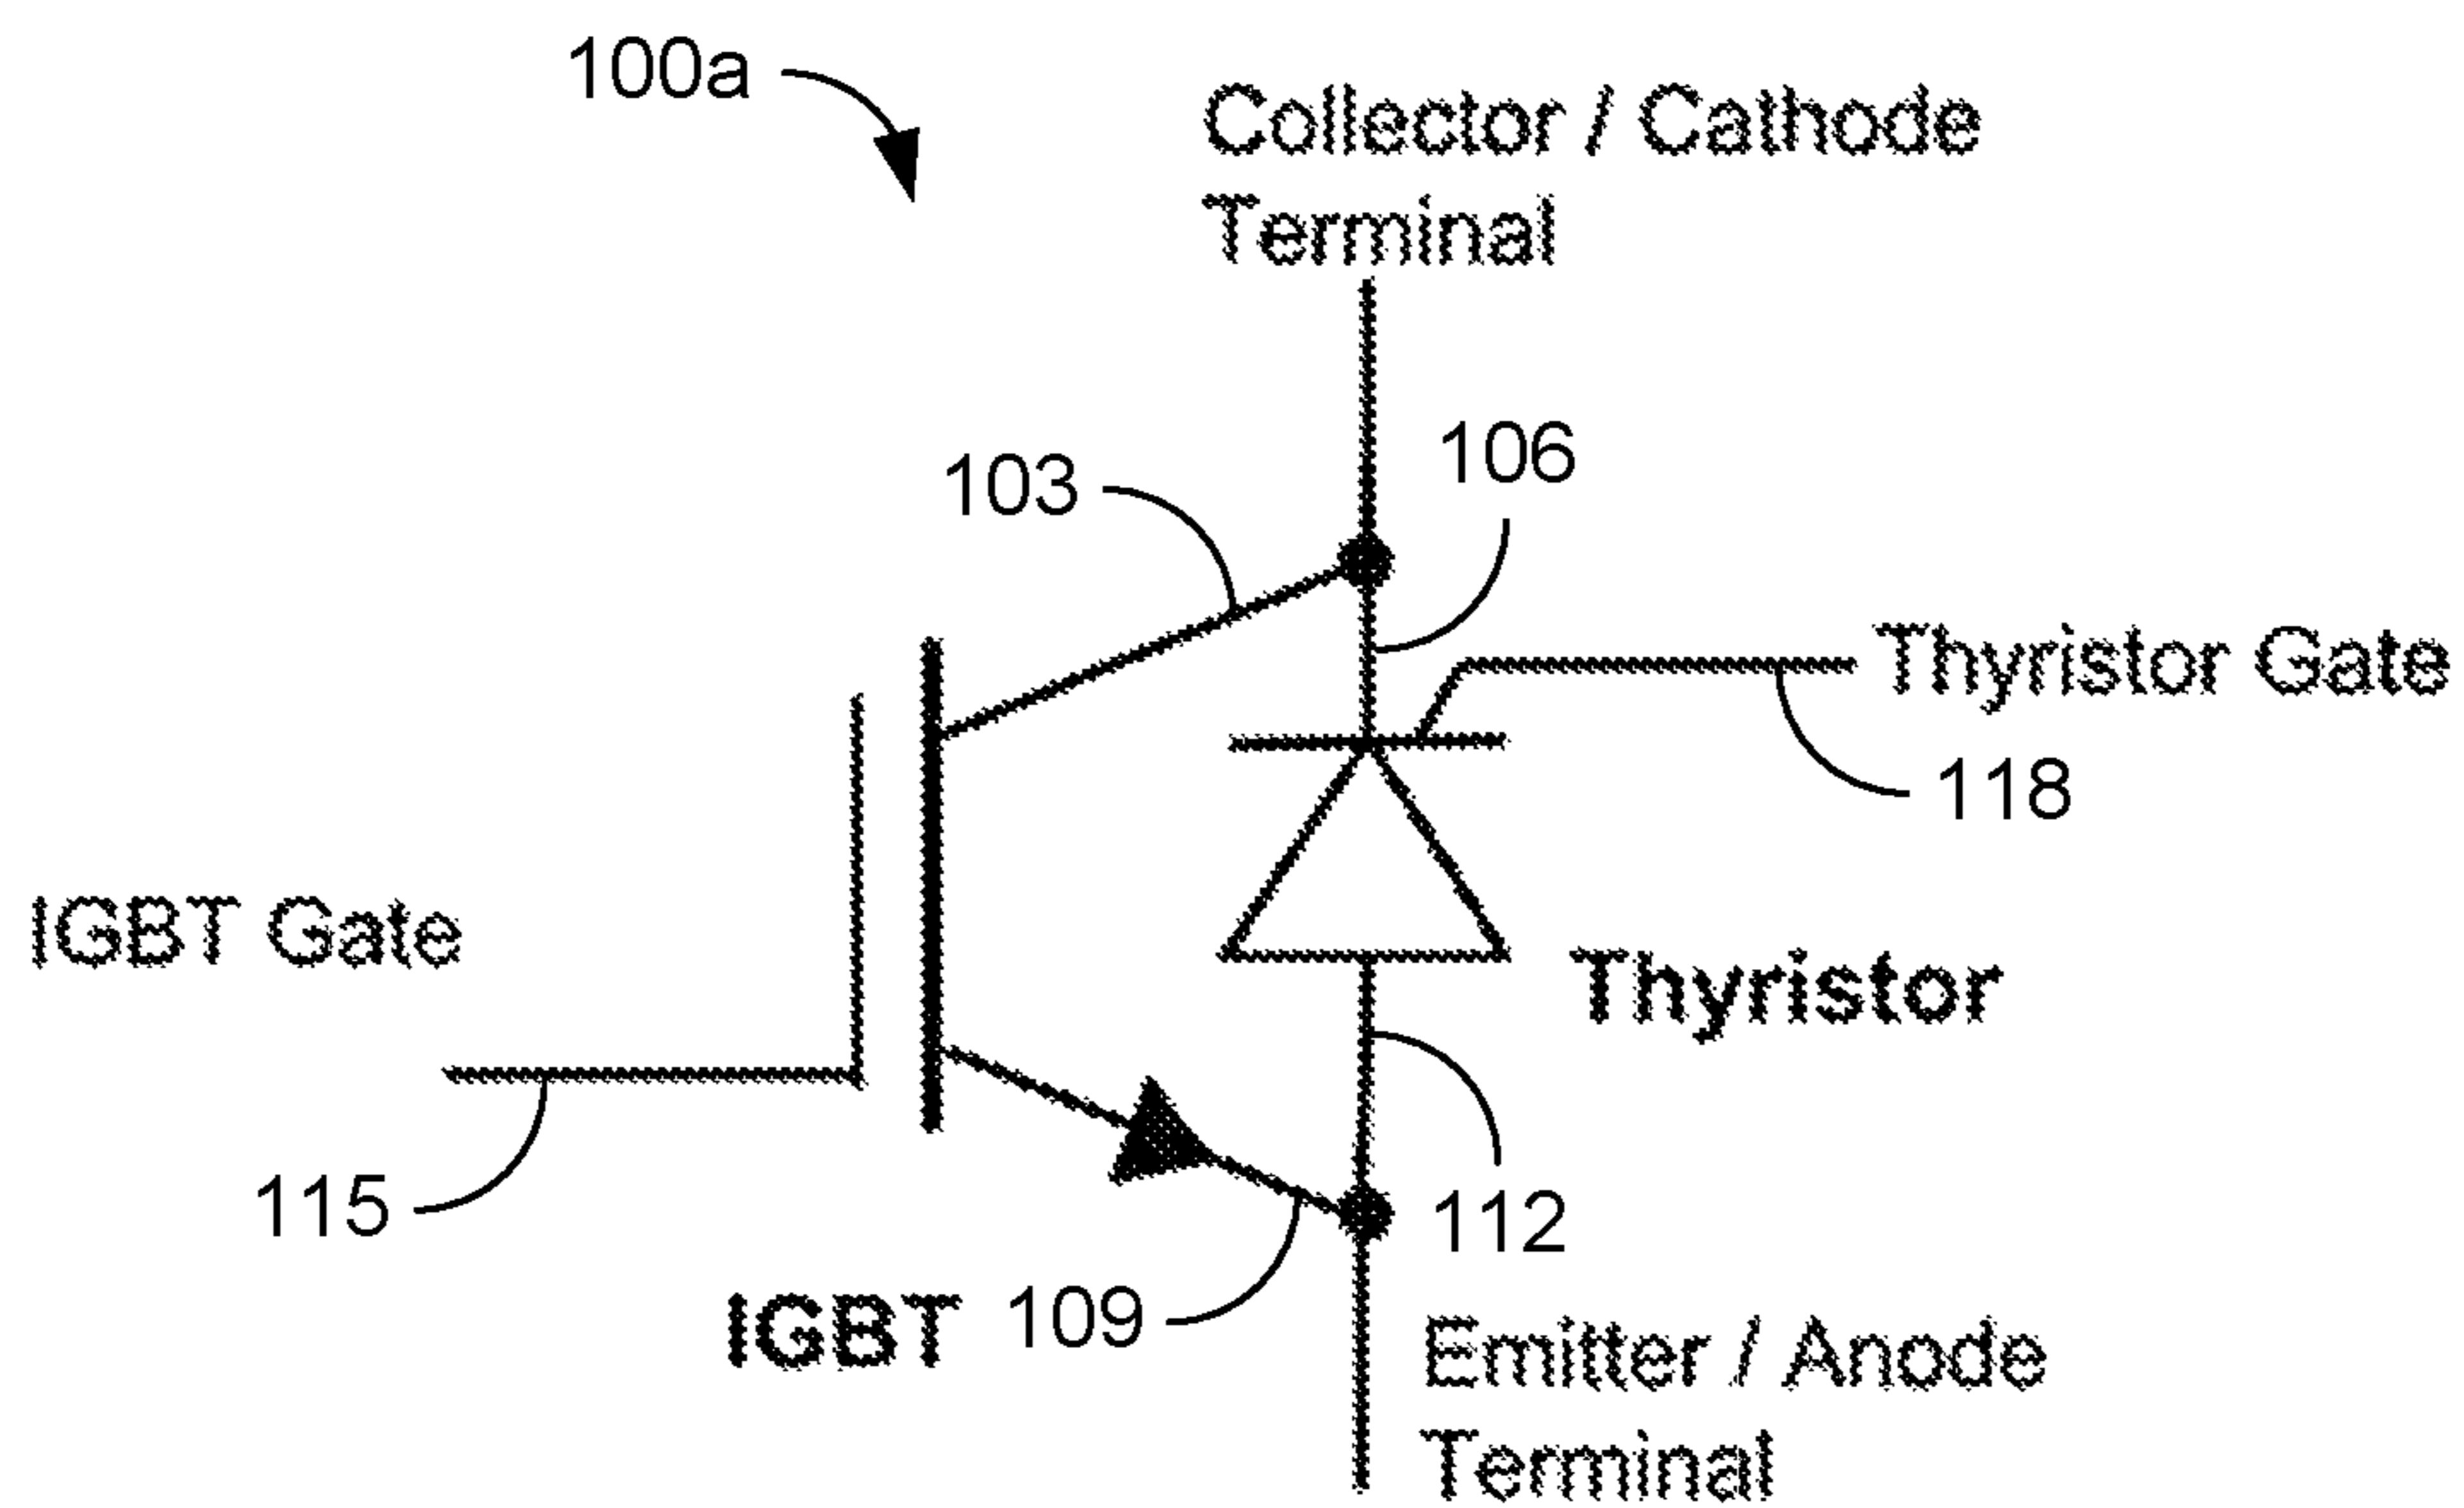 100a
Collector / Cathode
Terminal
106
103
Thyristor Gate
118
IGBT Gate
Thyristor
115
112
IGBT 109
Emitter / Anode
Terminal